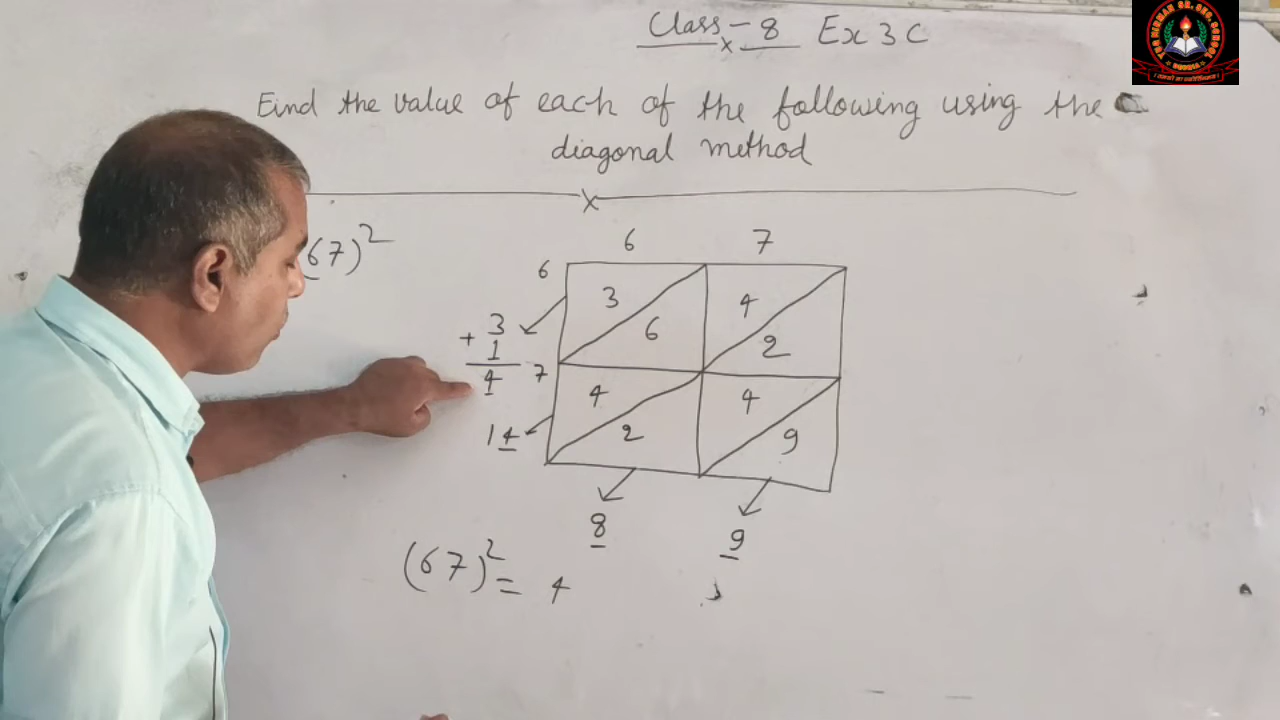 Class - 8 Ex 3C
Find the value of each of the following using the
diagonal method
x
67)²
6 7
6
3 6 4 2
+ 3
1
4
7
4 2 4 9
14
8 9
(67)² = 4